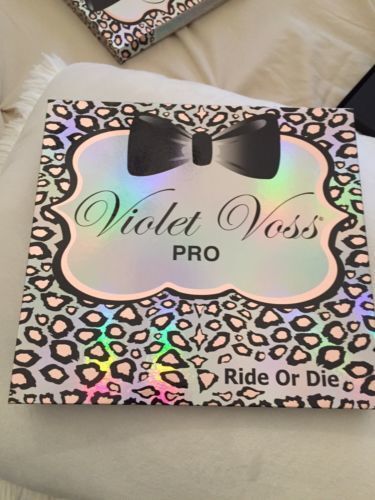 Violet Voss®
PRO
Ride Or Die